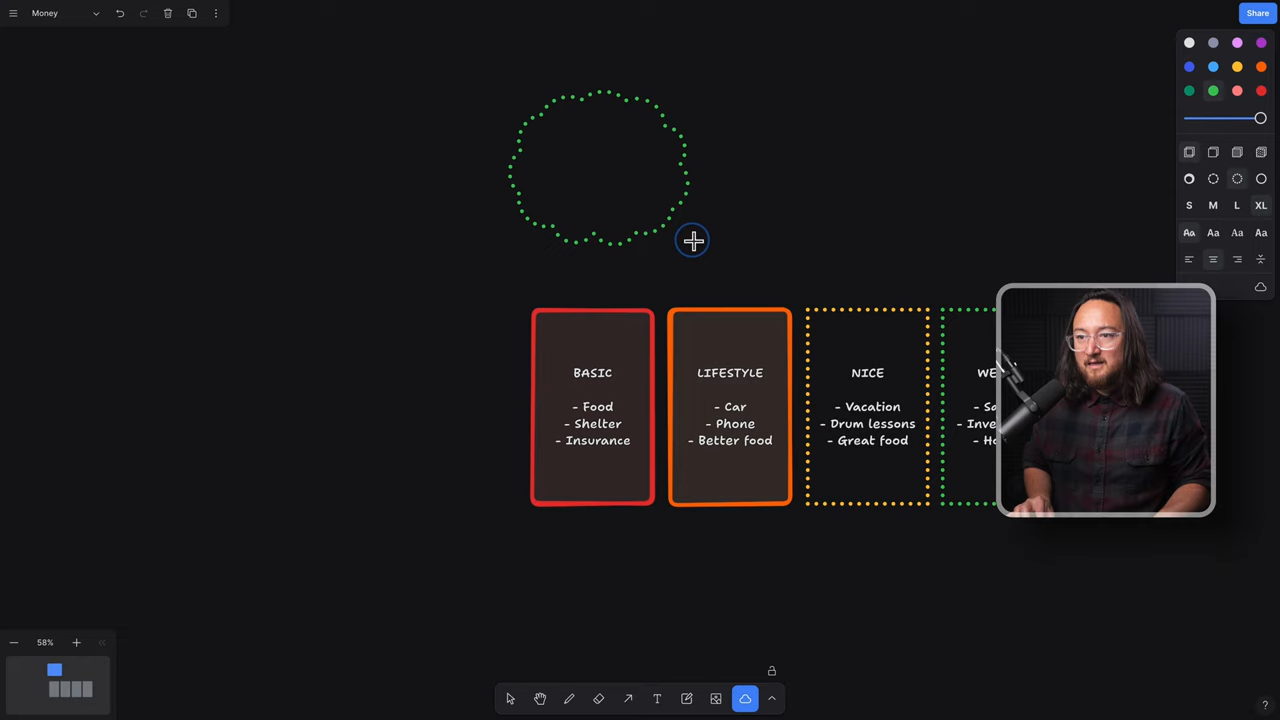 Money
Share
S M L XL
Aa Aa Aa Aa
BASIC
- Food
- Shelter
- Insurance
LIFESTYLE
- Car
- Phone
- Better food
NICE
- Vacation
- Drum lessons
- Great food
58%
T
?